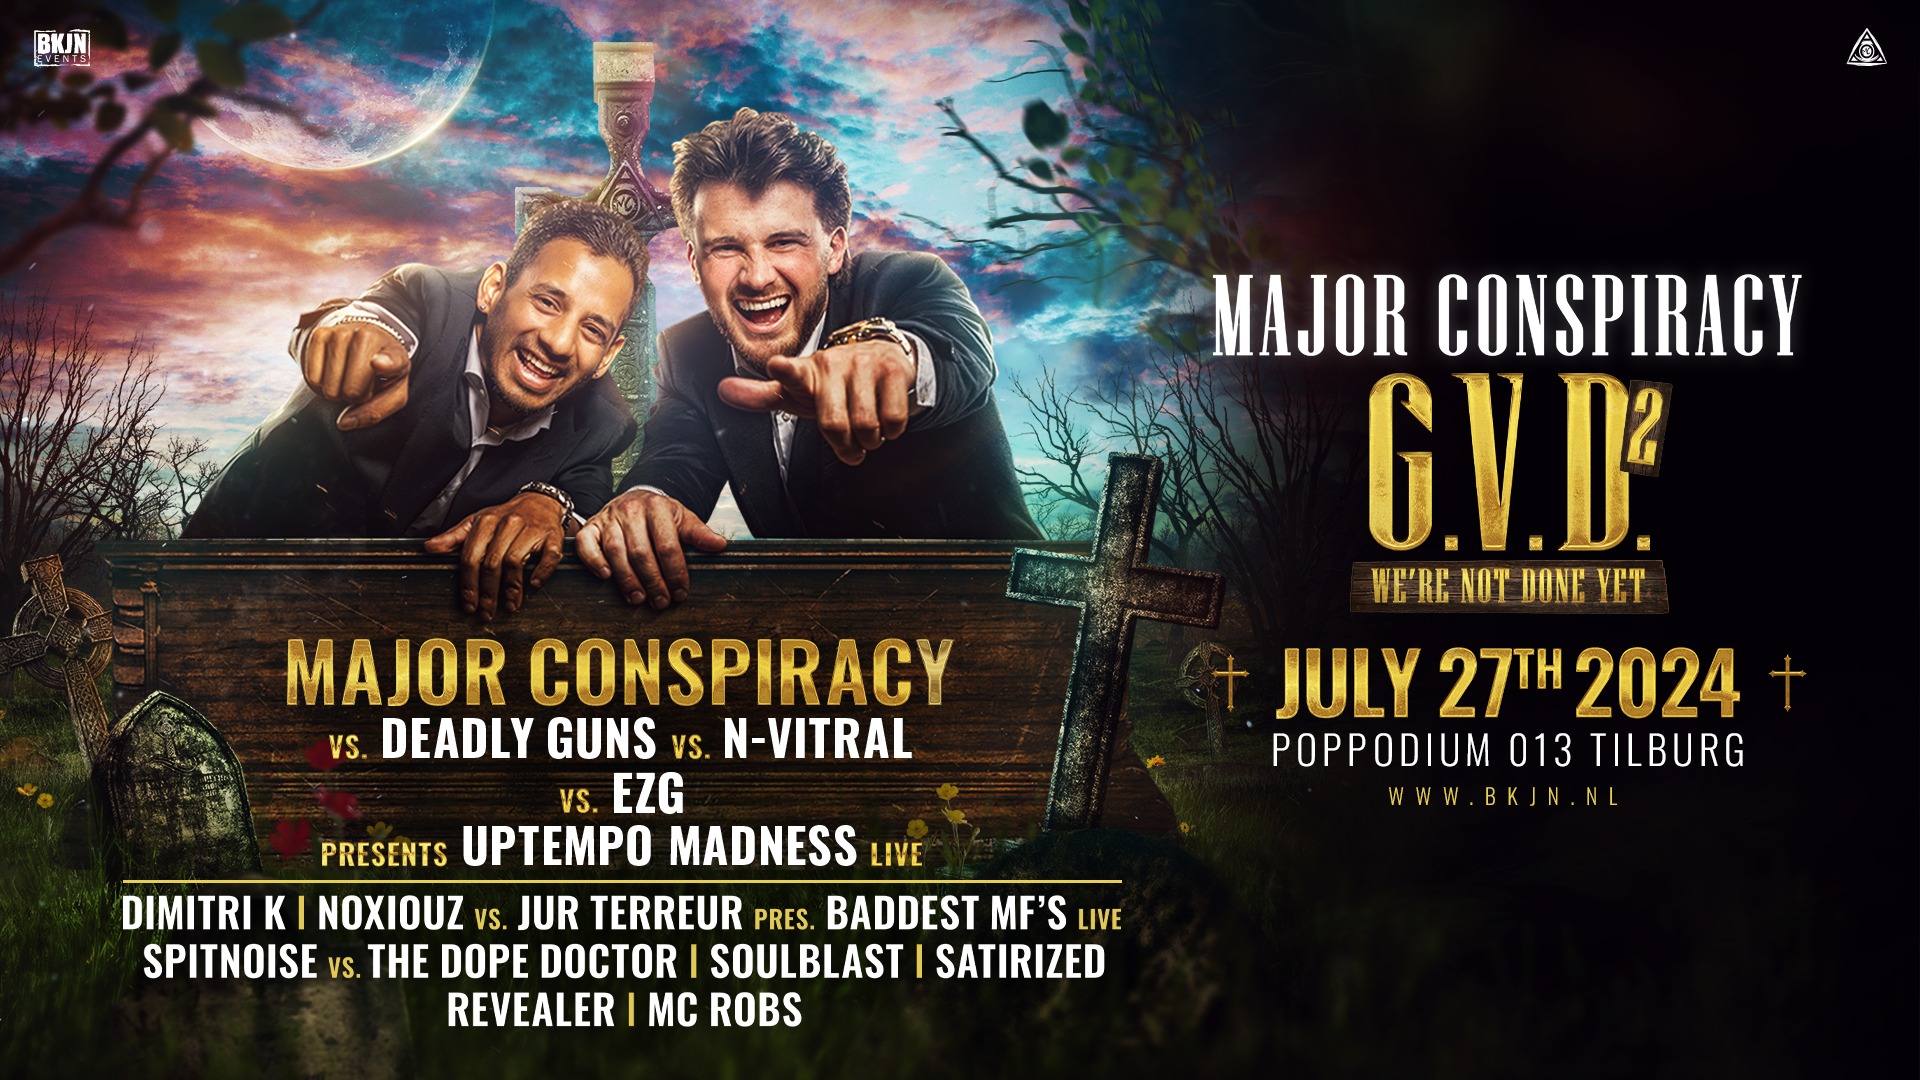 BKJN
EVENTS
MC
MAJOR CONSPIRACY
G.V.D.2
WE'RE NOT DONE YET
JULY 27TH 2024
POPPODIUM 013 TILBURG
WWW.BKJN.NL
MAJOR CONSPIRACY
VS. DEADLY GUNS VS. N-VITRAL
VS. EZG
PRESENTS UPTEMPO MADNESS LIVE
DIMITRI K | NOXIOUZ VS. JUR TERREUR PRES. BADDEST MF'S LIVE
SPITNOISE VS. THE DOPE DOCTOR | SOULBLAST | SATIRIZED
REVEALER | MC ROBS